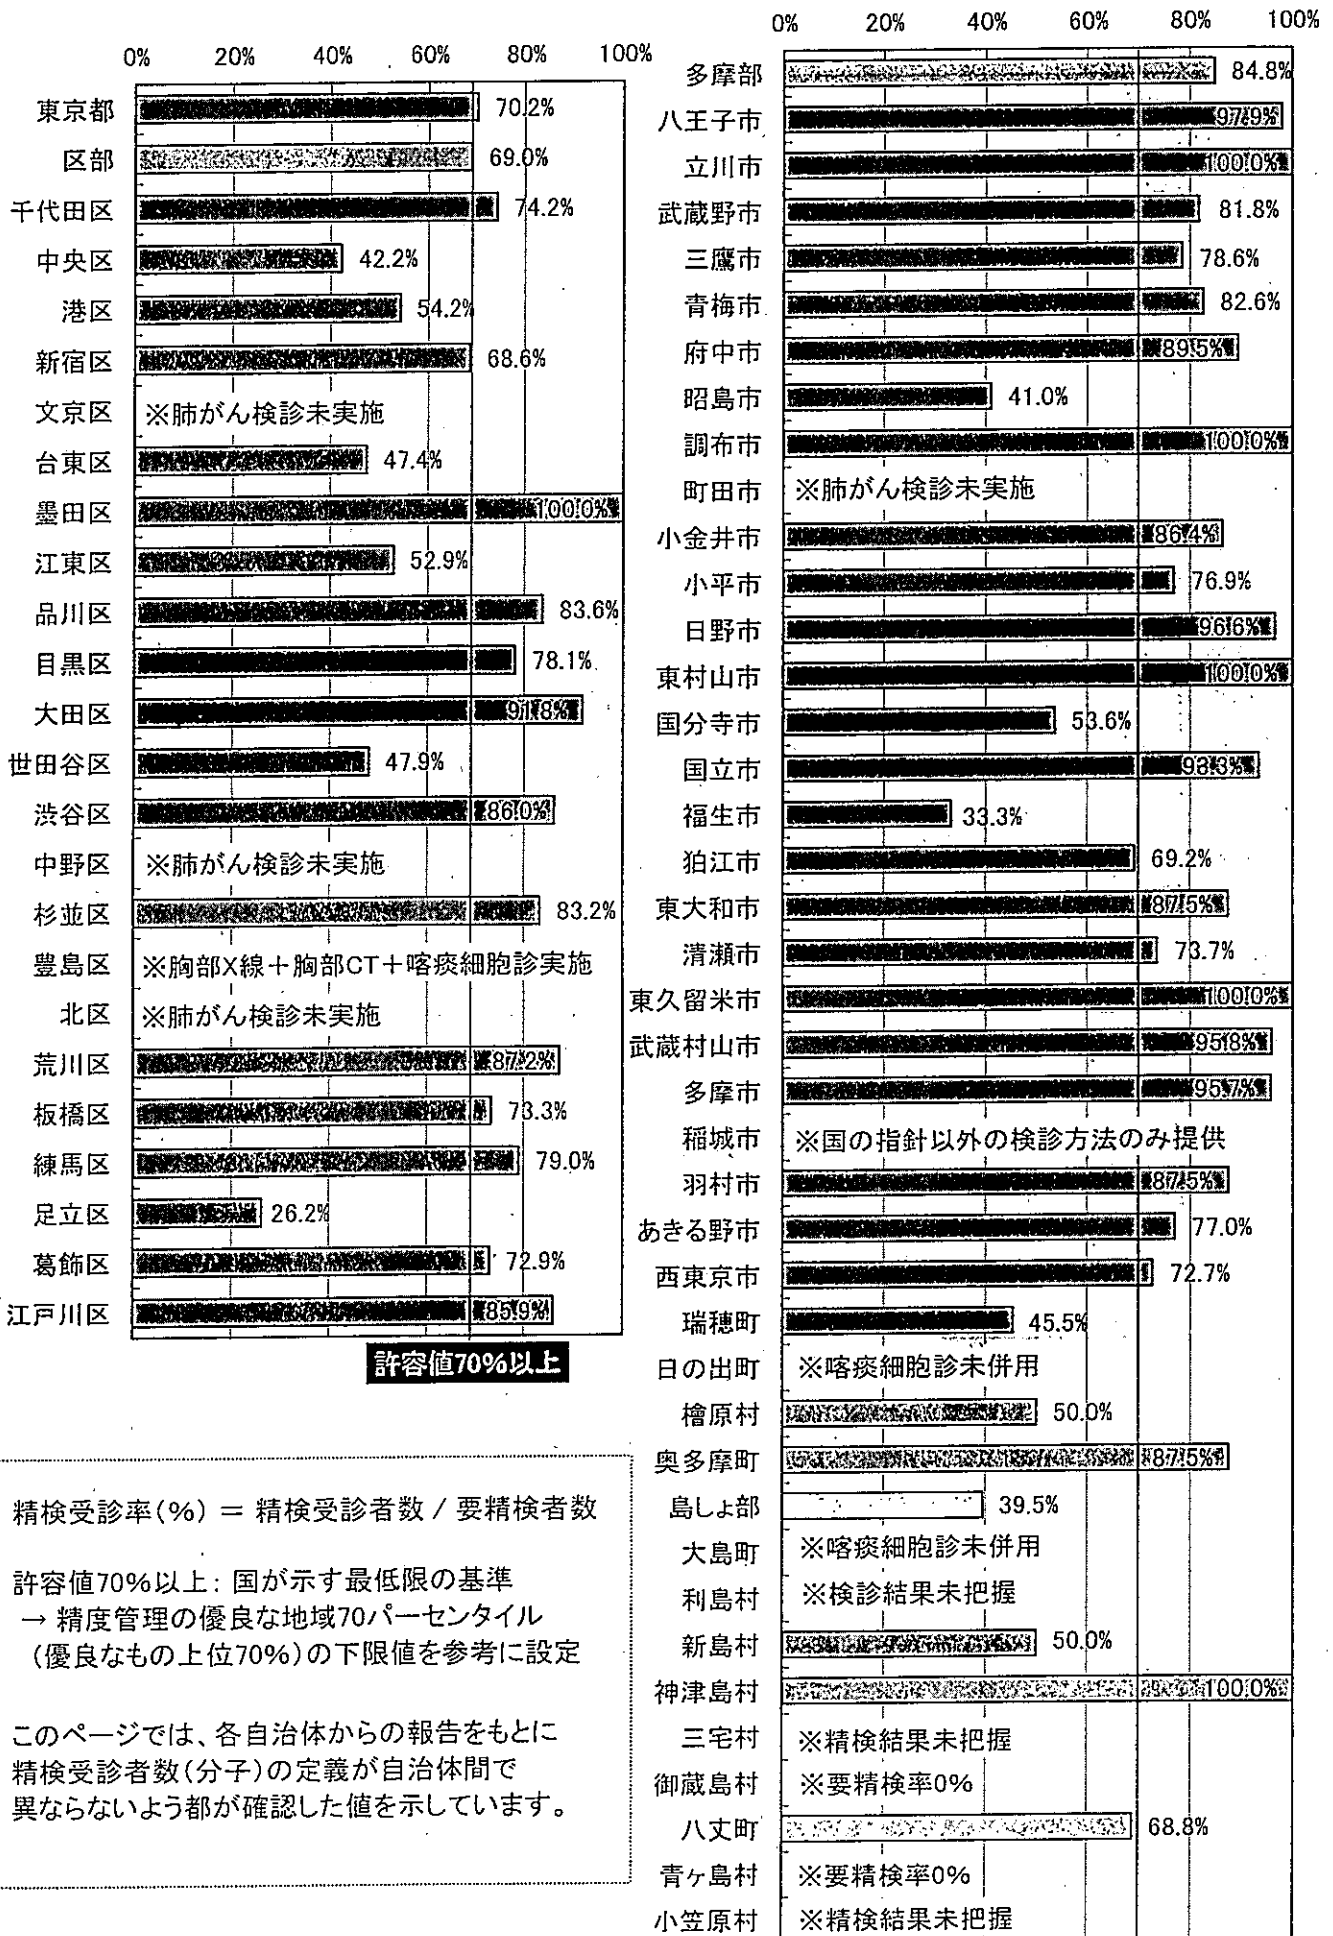 0% 20% 40% 60% 80% 100%
東京都 70.2%
区部 69.0%
千代田区 74.2%
中央区 42.2%
港区 54.2%
新宿区 68.6%
文京区 ※肺がん検診未実施
台東区 47.4%
墨田区 100.0%
江東区 52.9%
品川区 83.6%
目黒区 78.1%
大田区 91.8%
世田谷区 47.9%
渋谷区 86.0%
中野区 ※肺がん検診未実施
杉並区 83.2%
豊島区 ※胸部X線+胸部CT+喀痰細胞診実施
北区 ※肺がん検診未実施
荒川区 87.2%
板橋区 73.3%
練馬区 79.0%
足立区 26.2%
葛飾区 72.9%
江戸川区 85.9%
許容値70%以上
精検受診率(%) = 精検受診者数 / 要精検者数
許容値70%以上: 国が示す最低限の基準
→ 精度管理の優良な地域70パーセンタイル
(優良なもの上位70%)の下限値を参考に設定
このページでは、各自治体からの報告をもとに
精検受診者数(分子)の定義が自治体間で
異ならないよう都が確認した値を示しています。
0% 20% 40% 60% 80% 100%
多摩部 84.8%
八王子市 97.9%
立川市 100.0%
武蔵野市 81.8%
三鷹市 78.6%
青梅市 82.6%
府中市 89.5%
昭島市 41.0%
調布市 100.0%
町田市 ※肺がん検診未実施
小金井市 86.4%
小平市 76.9%
日野市 96.6%
東村山市 100.0%
国分寺市 53.6%
国立市 93.3%
福生市 33.3%
狛江市 69.2%
東大和市 87.5%
清瀬市 73.7%
東久留米市 100.0%
武蔵村山市 95.8%
多摩市 95.7%
稲城市 ※国の指針以外の検診方法のみ提供
羽村市 87.5%
あきる野市 77.0%
西東京市 72.7%
瑞穂町 45.5%
日の出町 ※喀痰細胞診未併用
檜原村 50.0%
奥多摩町 87.5%
島しょ部 39.5%
大島町 ※喀痰細胞診未併用
利島村 ※検診結果未把握
新島村 50.0%
神津島村 100.0%
三宅村 ※精検結果未把握
御蔵島村 ※要精検率0%
八丈町 68.8%
青ヶ島村 ※要精検率0%
小笠原村 ※精検結果未把握